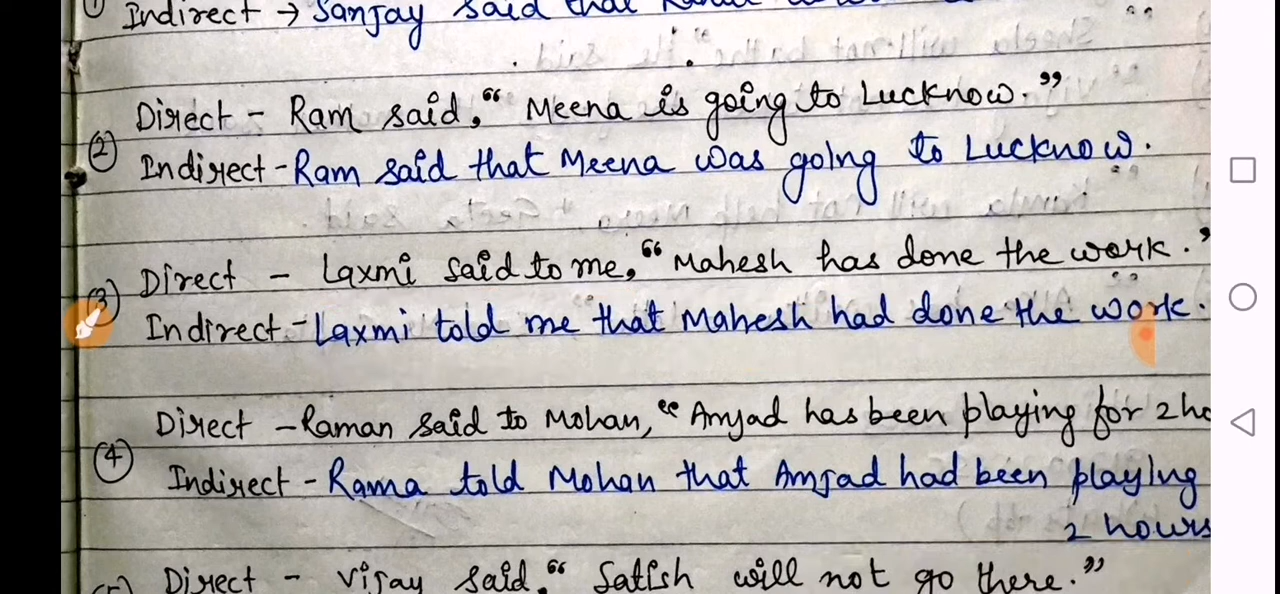 Indirect → Sanjay said that
Direct - Ram said, “ Meena is going to Lucknow. ”
(2)
Indirect - Ram said that Meena was going to Lucknow.
Direct - Laxmi said to me, “ Mahesh has done the work. ”
(3)
Indirect - Laxmi told me that Mahesh had done the work.
Direct - Raman said to Mohan, “ Amjad has been playing for 2 ho
(4)
Indirect - Rama told Mohan that Amjad had been playing
2 hours
Direct - Vijay said, “ Satish will not go there. ”